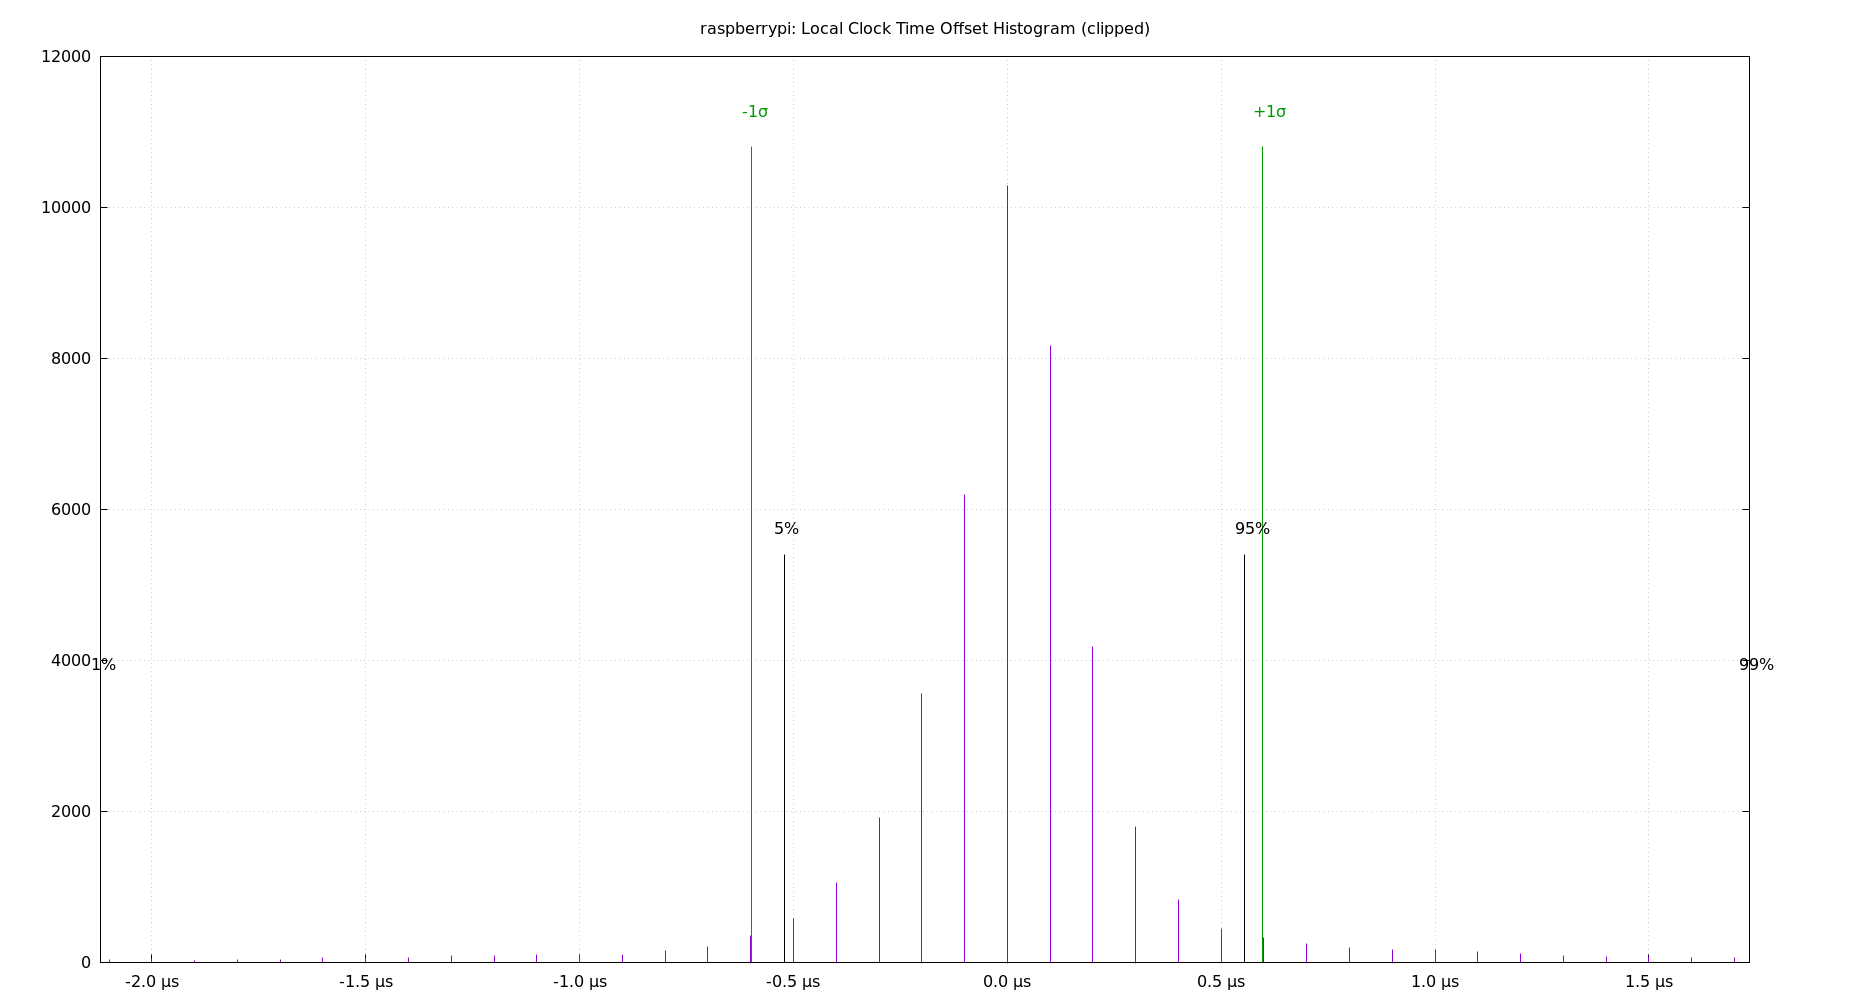 raspberrypi: Local Clock Time Offset Histogram (clipped)
12000
-1σ +1σ
10000
8000
6000
5% 95%
4000 1% 99%
2000
0
-2.0 µs -1.5 µs -1.0 µs -0.5 µs 0.0 µs 0.5 µs 1.0 µs 1.5 µs